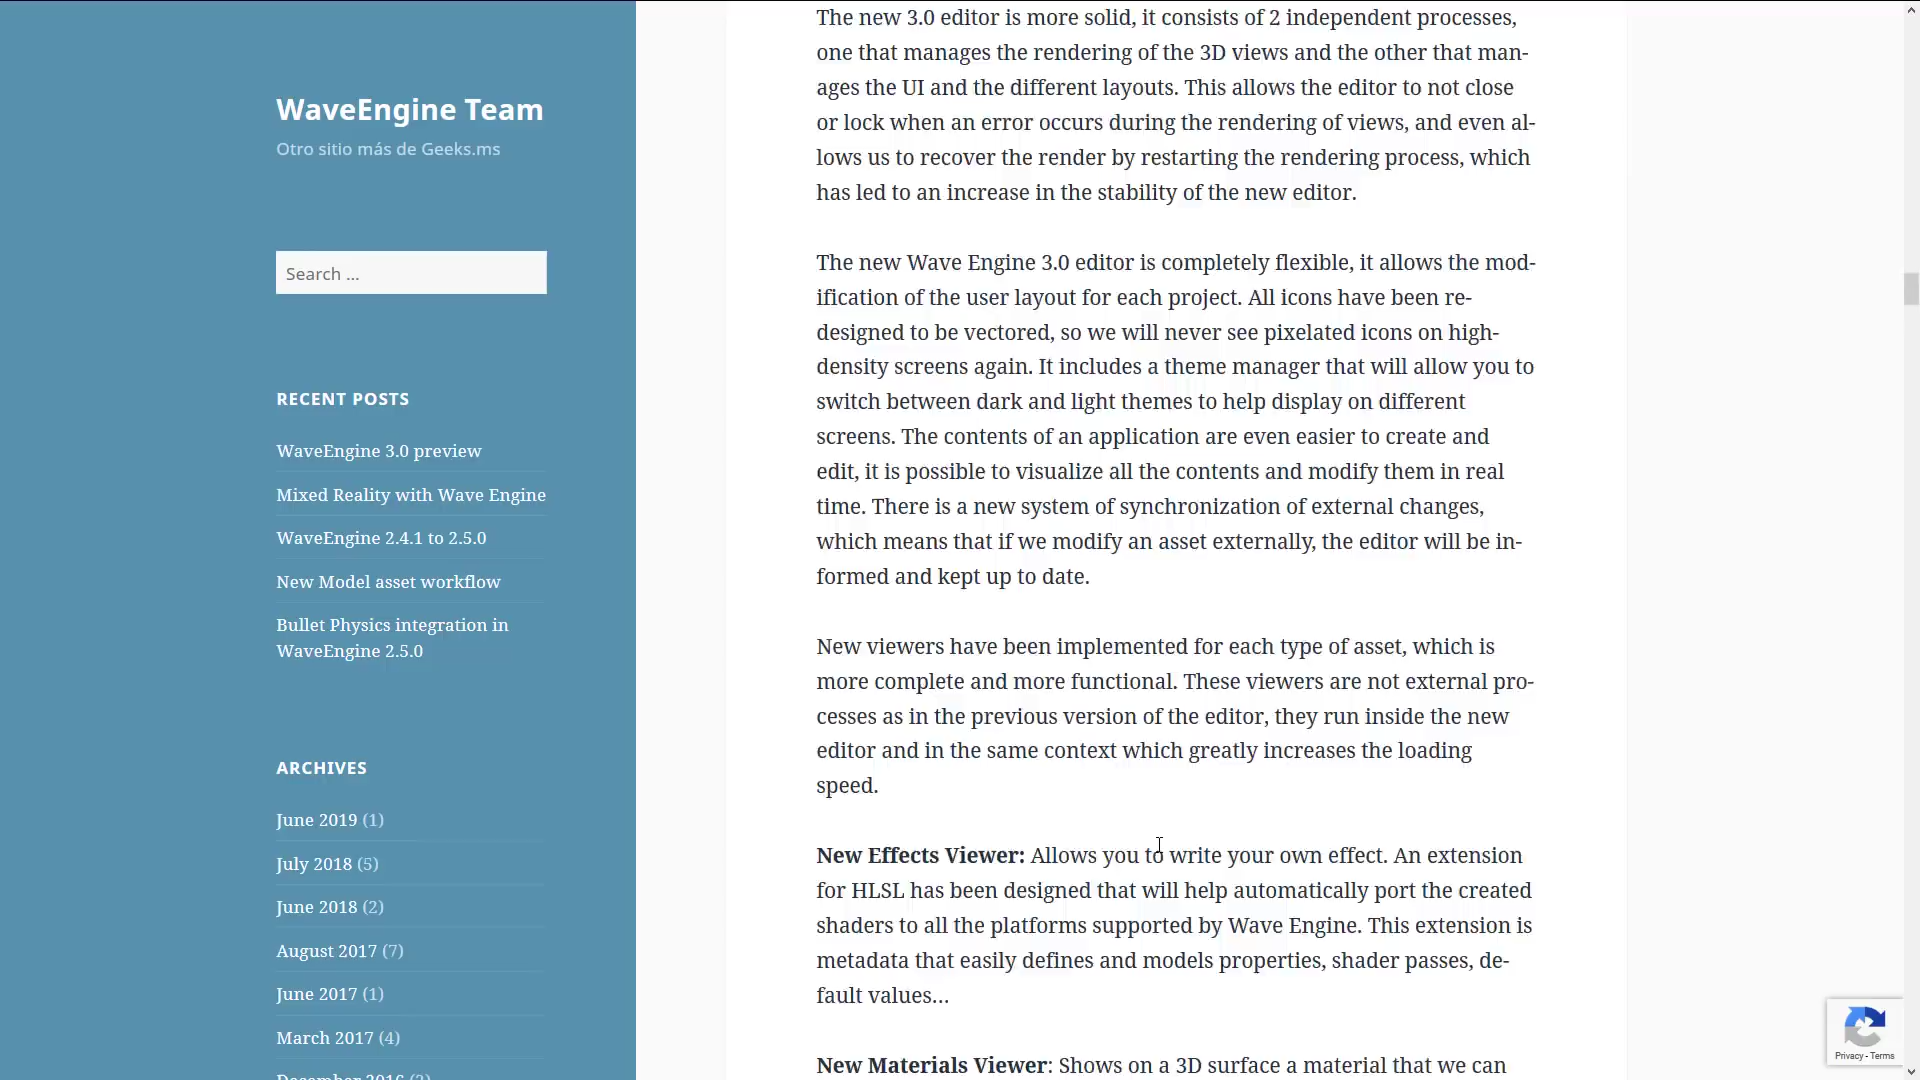 WaveEngine Team
Otro sitio más de Geeks.ms
Search ...
RECENT POSTS
WaveEngine 3.0 preview
Mixed Reality with Wave Engine
WaveEngine 2.4.1 to 2.5.0
New Model asset workflow
Bullet Physics integration in
WaveEngine 2.5.0
ARCHIVES
June 2019 (1)
July 2018 (5)
June 2018 (2)
August 2017 (7)
June 2017 (1)
March 2017 (4)
December 2016 (2)
The new 3.0 editor is more solid, it consists of 2 independent processes,
one that manages the rendering of the 3D views and the other that man-
ages the UI and the different layouts. This allows the editor to not close
or lock when an error occurs during the rendering of views, and even al-
lows us to recover the render by restarting the rendering process, which
has led to an increase in the stability of the new editor.
The new Wave Engine 3.0 editor is completely flexible, it allows the mod-
ification of the user layout for each project. All icons have been re-
designed to be vectored, so we will never see pixelated icons on high-
density screens again. It includes a theme manager that will allow you to
switch between dark and light themes to help display on different
screens. The contents of an application are even easier to create and
edit, it is possible to visualize all the contents and modify them in real
time. There is a new system of synchronization of external changes,
which means that if we modify an asset externally, the editor will be in-
formed and kept up to date.
New viewers have been implemented for each type of asset, which is
more complete and more functional. These viewers are not external pro-
cesses as in the previous version of the editor, they run inside the new
editor and in the same context which greatly increases the loading
speed.
New Effects Viewer: Allows you to write your own effect. An extension
for HLSL has been designed that will help automatically port the created
shaders to all the platforms supported by Wave Engine. This extension is
metadata that easily defines and models properties, shader passes, de-
fault values…
New Materials Viewer: Shows on a 3D surface a material that we can
Privacy - Terms